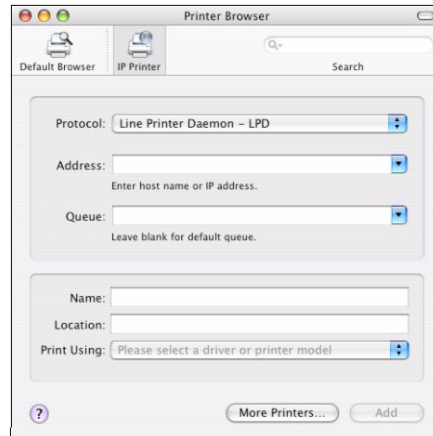 Printer Browser
Default Browser IP Printer Search
Protocol: Line Printer Daemon – LPD
Address:
Enter host name or IP address.
Queue:
Leave blank for default queue.
Name:
Location:
Print Using: Please select a driver or printer model
? More Printers... Add